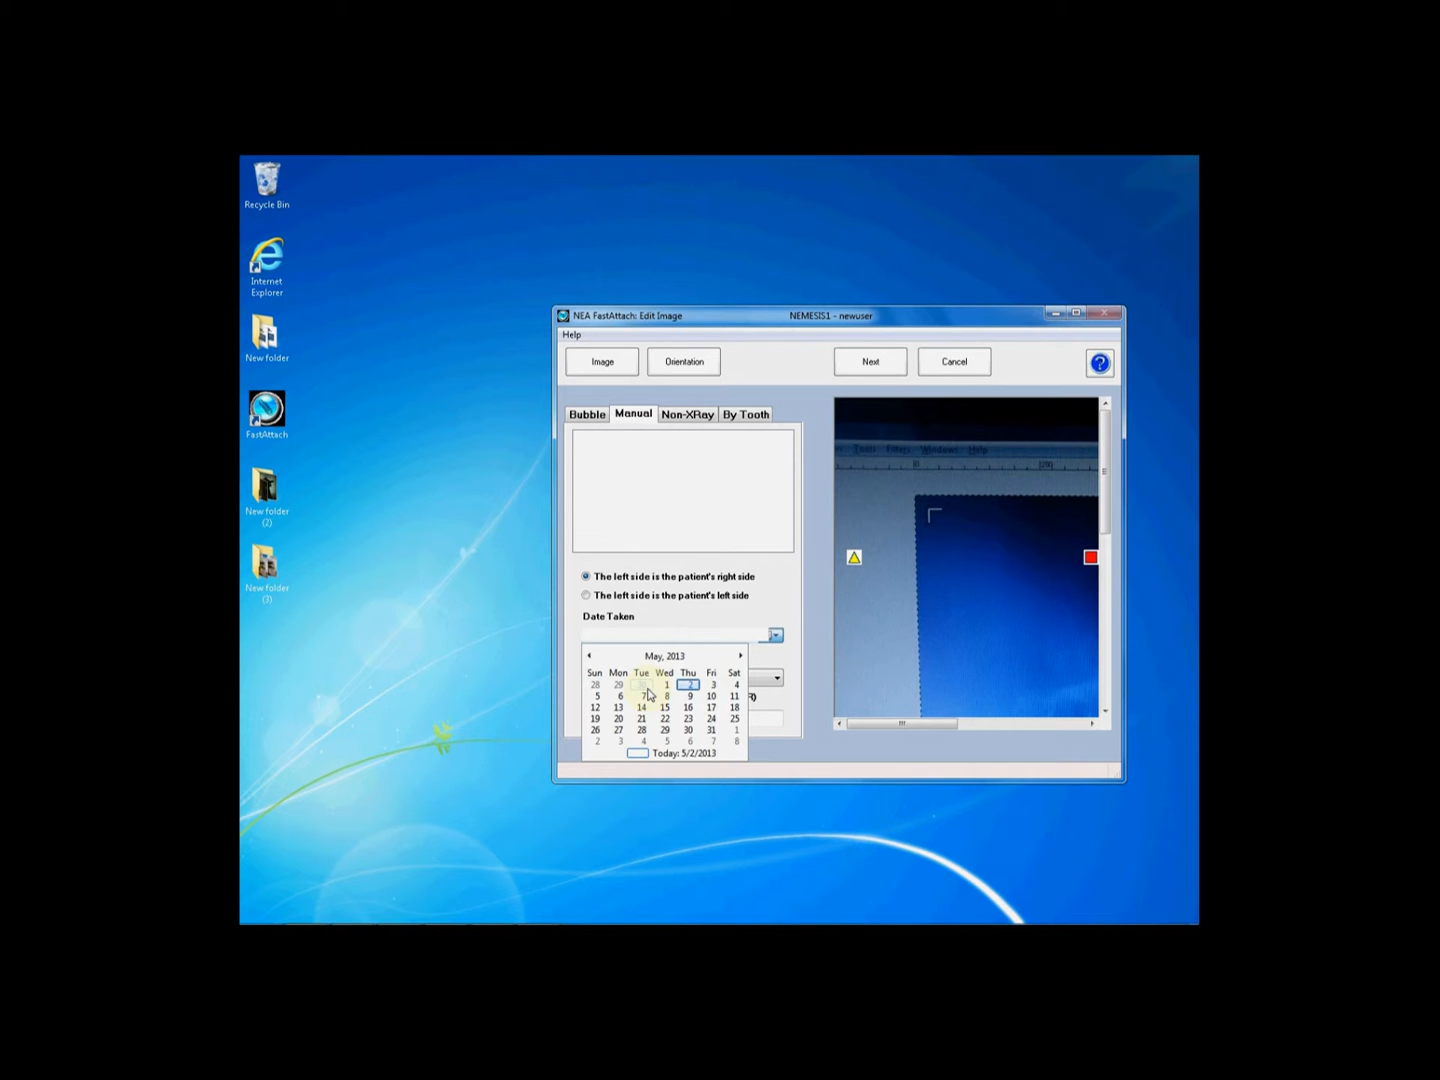 Recycle Bin
Internet
Explorer
New folder
FastAttach
New folder
(2)
New folder
(3)
NEA FastAttach: Edit Image
NEMESIS1 - newuser
Help
Image
Orientation
Next
Cancel
?
Bubble
Manual
Non-XRay
By Tooth
The left side is the patient's right side
The left side is the patient's left side
Date Taken
May, 2013
Sun Mon Tue Wed Thu Fri Sat
28 29 30 1 2 3 4
5 6 7 8 9 10 11
12 13 14 15 16 17 18
19 20 21 22 23 24 25
26 27 28 29 30 31 1
2 3 4 5 6 7 8
Today: 5/2/2013
Tools Filters Windows Help
0